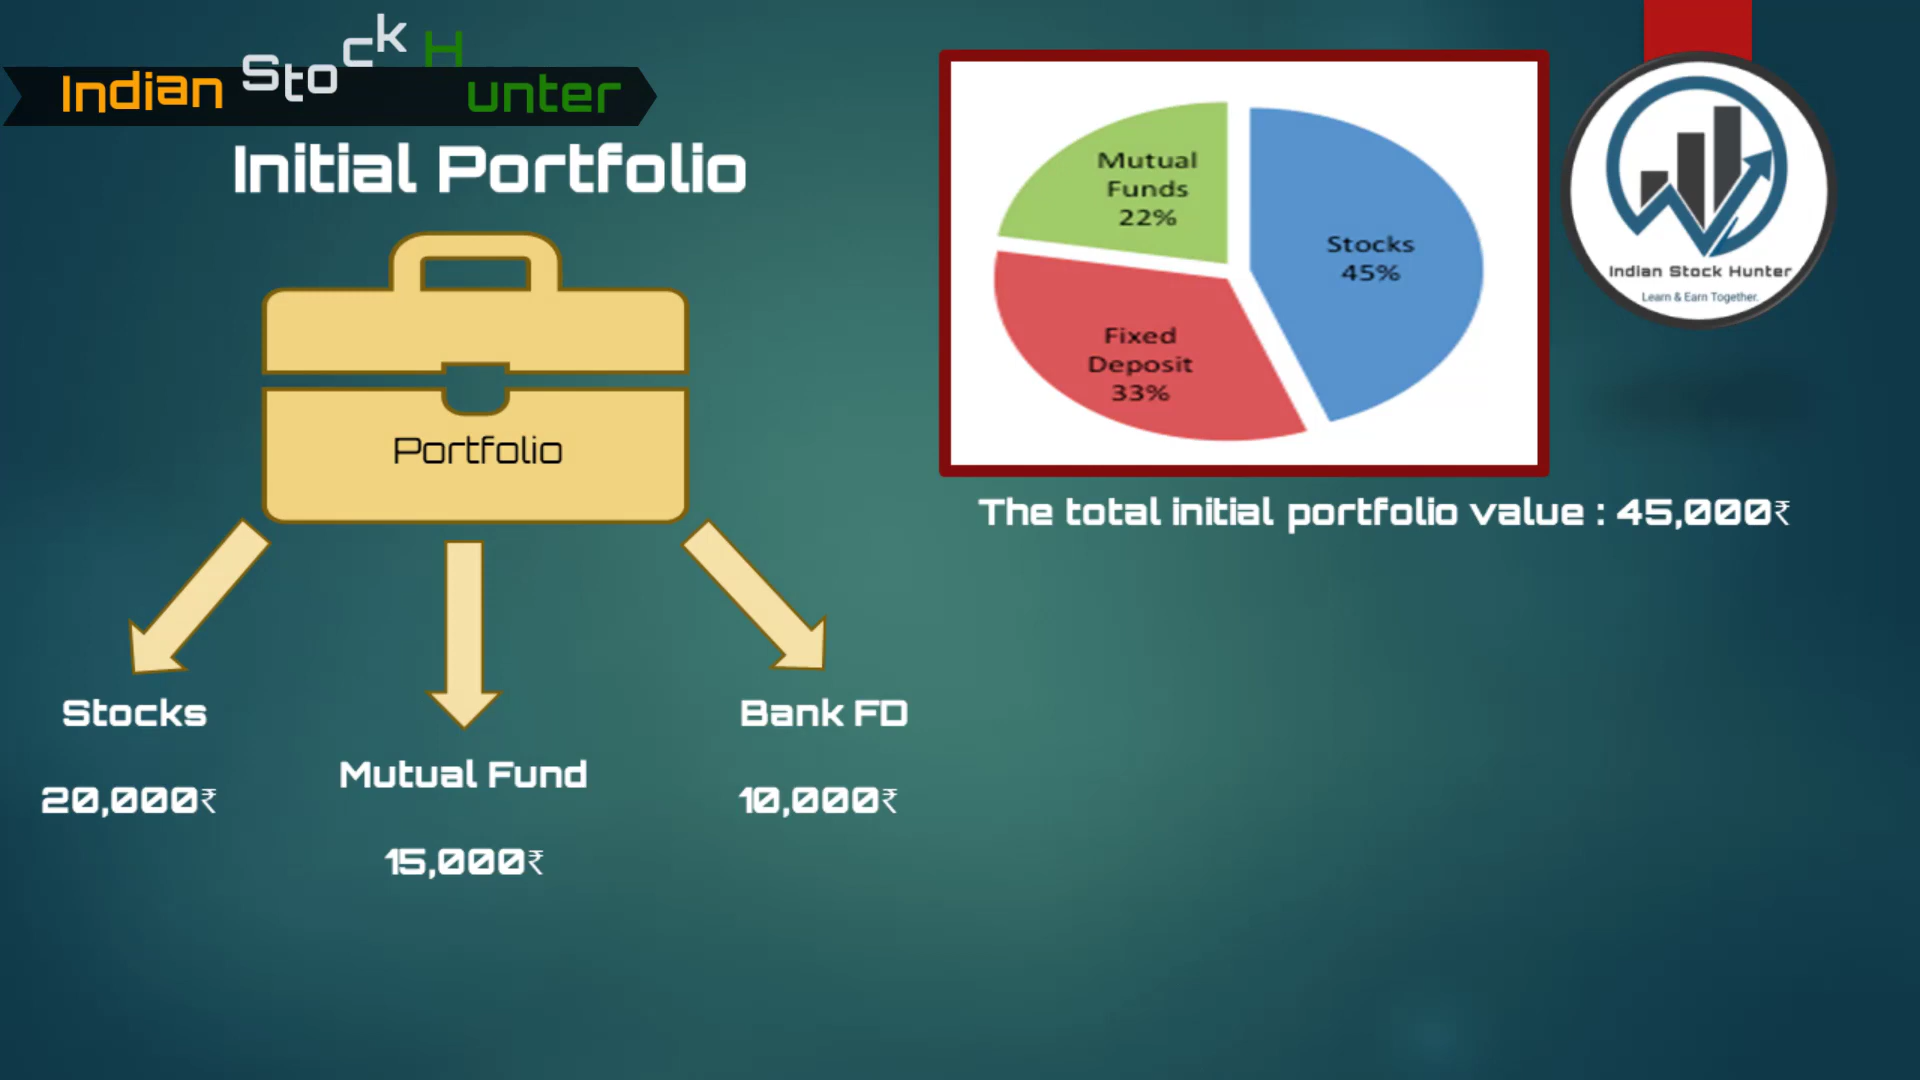 Indian Stock Hunter
Initial Portfolio
Portfolio
Stocks
20,000₹
Mutual Fund
15,000₹
Bank FD
10,000₹
Mutual
Funds
22%
Stocks
45%
Fixed
Deposit
33%
The total initial portfolio value : 45,000₹
Indian Stock Hunter
Learn & Earn Together.